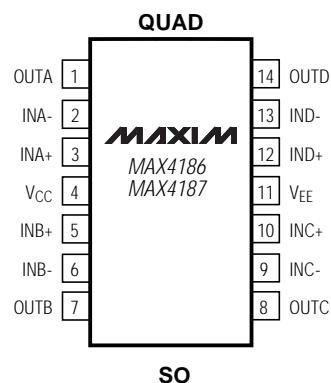 QUAD
OUTA 1 14 OUTD
INA- 2 13 IND-
MAXIM
INA+ 3 12 IND+
MAX4186
VCC 4 11 VEE
MAX4187
INB+ 5 10 INC+
INB- 6 9 INC-
OUTB 7 8 OUTC
SO